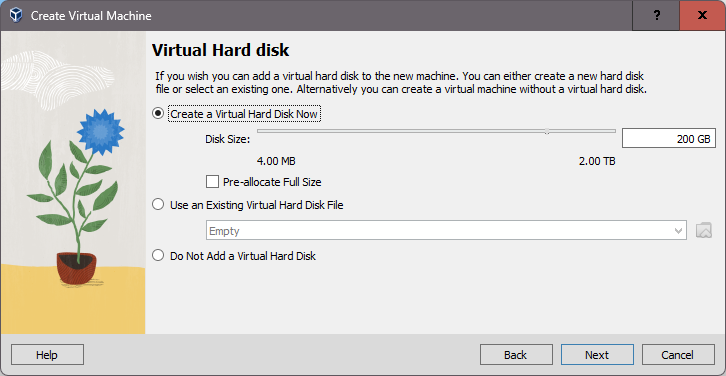 Create Virtual Machine
?
X
Virtual Hard disk
If you wish you can add a virtual hard disk to the new machine. You can either create a new hard disk
file or select an existing one. Alternatively you can create a virtual machine without a virtual hard disk.
Create a Virtual Hard Disk Now
Disk Size: 200 GB
4.00 MB 2.00 TB
Pre-allocate Full Size
Use an Existing Virtual Hard Disk File
Empty
Do Not Add a Virtual Hard Disk
Help Back Next Cancel